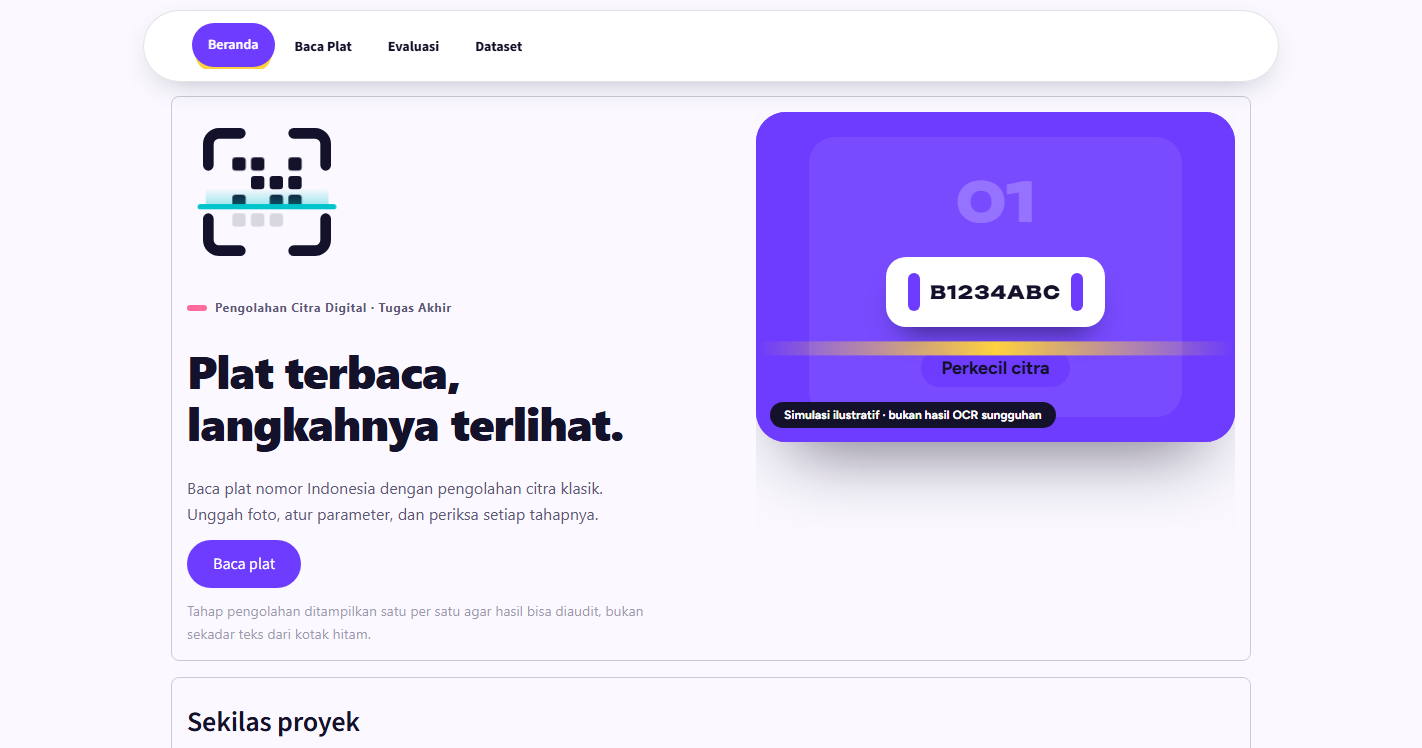 Beranda
Baca Plat
Evaluasi
Dataset
Pengolahan Citra Digital · Tugas Akhir
Plat terbaca,
langkahnya terlihat.
Baca plat nomor Indonesia dengan pengolahan citra klasik.
Unggah foto, atur parameter, dan periksa setiap tahapnya.
Baca plat
Tahap pengolahan ditampilkan satu per satu agar hasil bisa diaudit, bukan
sekadar teks dari kotak hitam.
01
B1234ABC
Perkecil citra
Simulasi ilustratif · bukan hasil OCR sungguhan
Sekilas proyek